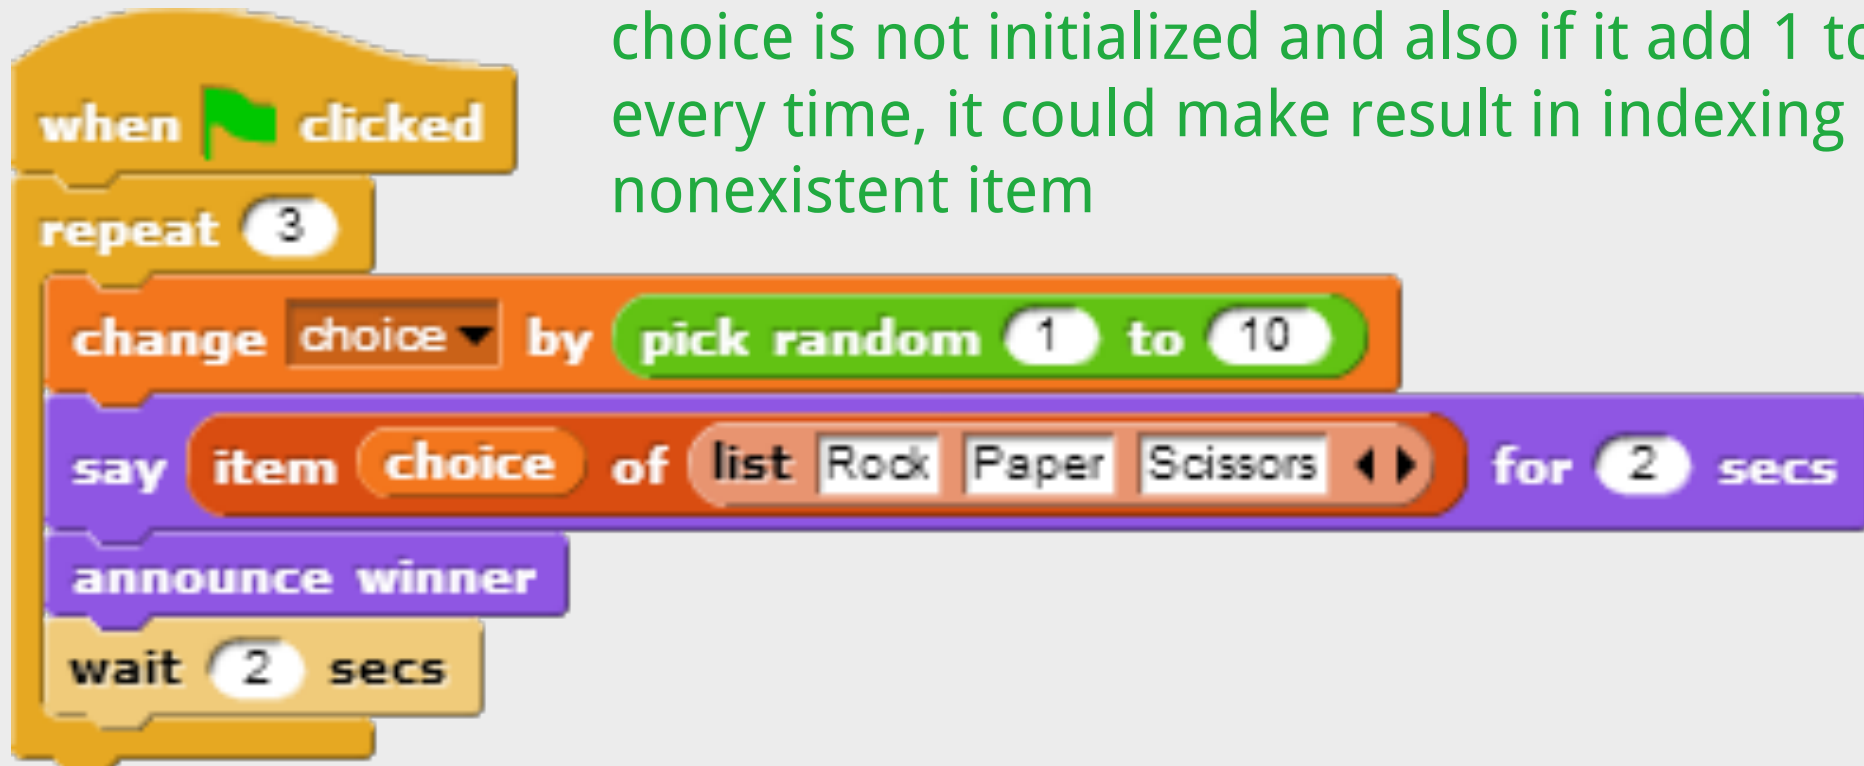 choice is not initialized and also if it add 1 to
every time, it could make result in indexing
nonexistent item
when clicked
repeat 3
change choice by pick random 1 to 10
say item choice of list Rock Paper Scissors for 2 secs
announce winner
wait 2 secs